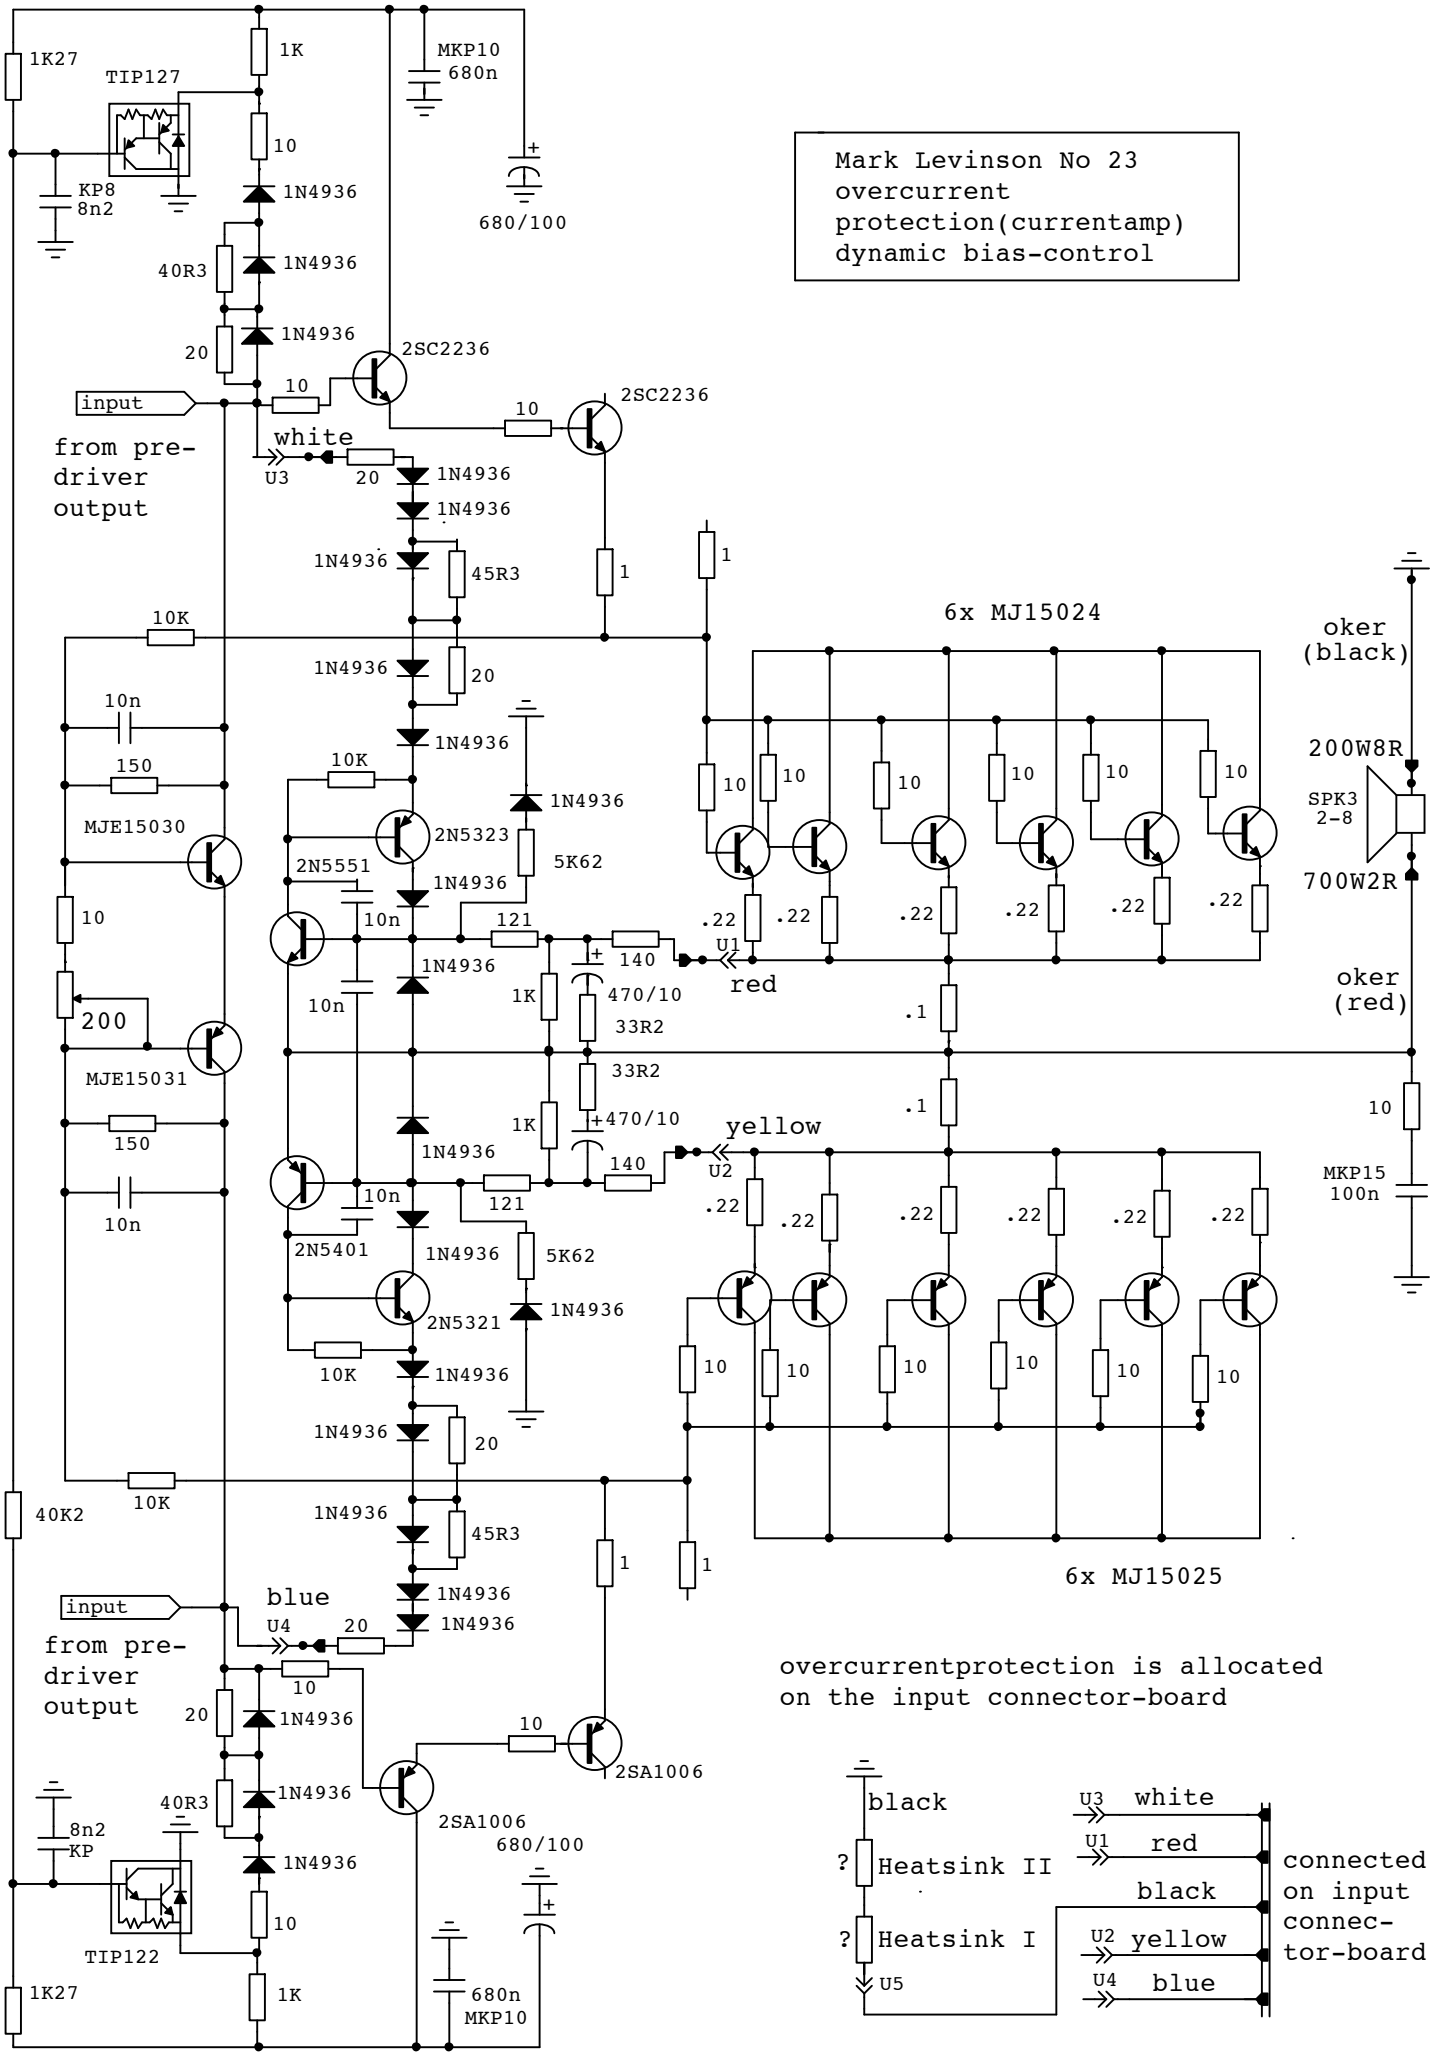 1K27
TIP127
1K
MKP10
680n
10
KP8
8n2
1N4936
+
680/100
Mark Levinson No 23
overcurrent
protection(currentamp)
dynamic bias-control
40R3
1N4936
1N4936
20
2SC2236
input
10
10
2SC2236
from pre-
driver
output
white
U3
20
1N4936
1N4936
1N4936
45R3
1
1
10K
6x MJ15024
oker
(black)
1N4936
20
10n
1N4936
150
10K
1N4936
5K62
10
10
10
10
10
10
200W8R
SPK3
2-8
700W2R
MJE15030
2N5323
2N5551
1N4936
10n
10
121
140
U1
red
.22
.22
.22
.22
.22
.22
1N4936
10n
1K
+
470/10
33R2
.1
oker
(red)
200
MJE15031
33R2
1K
+470/10
.1
10
150
1N4936
yellow
U2
140
121
MKP15
100n
10n
10n
2N5401
1N4936
5K62
1N4936
.22
.22
.22
.22
.22
.22
2N5321
10K
1N4936
10
10
10
10
10
10
1N4936
20
10K
40K2
1N4936
45R3
1
1
1N4936
1N4936
6x MJ15025
input
blue
U4
20
from pre-
driver
output
10
20
1N4936
10
2SA1006
overcurrentprotection is allocated
on the input connector-board
40R3
1N4936
2SA1006
680/100
+
8n2
KP
1N4936
10
TIP122
1K27
1K
680n
MKP10
black
?
Heatsink II
?
Heatsink I
U5
U3
white
U1
red
black
U2
yellow
U4
blue
connected
on input
connec-
tor-board